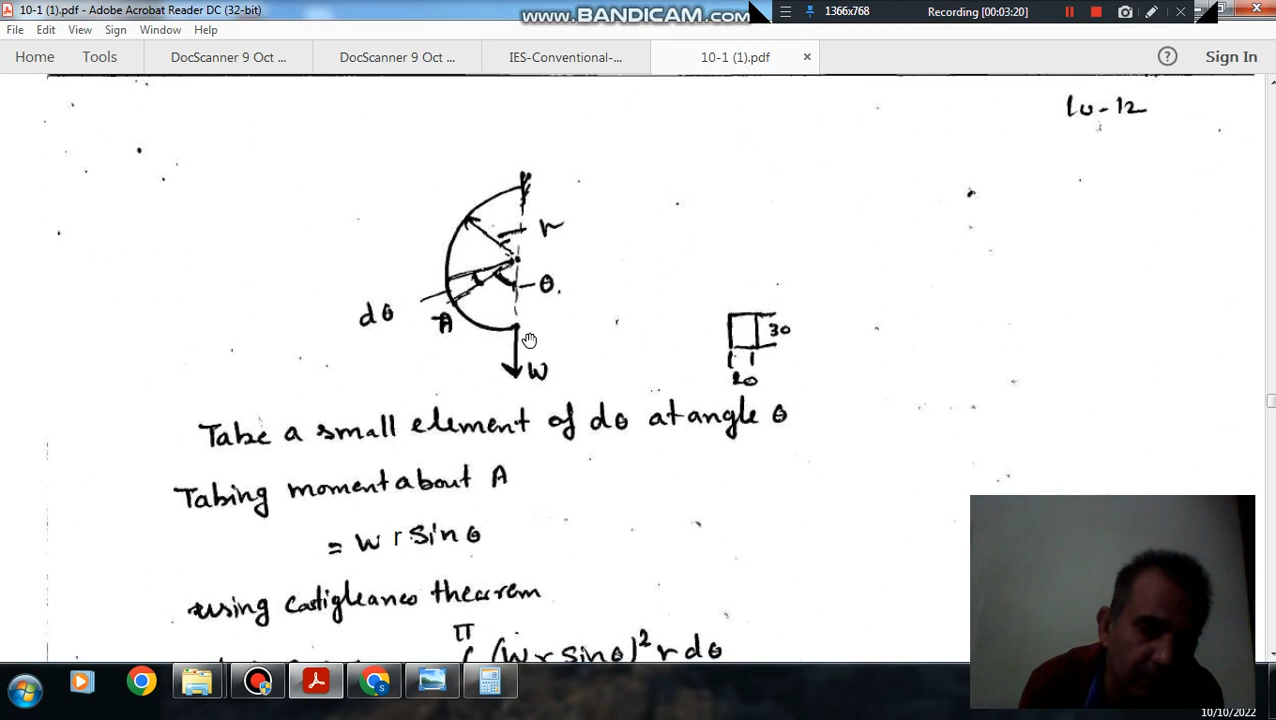 10-1 (1).pdf - Adobe Acrobat Reader DC (32-bit)
www.BANDICAM.com
1366x768
Recording [00:03:20]
File Edit View Sign Window Help
Home Tools DocScanner 9 Oct ... DocScanner 9 Oct ... IES-Conventional-... 10-1 (1).pdf × Sign In
10-12
r
θ.
dθ
A
30
W
20
Take a small element of dθ at angle θ
Taking moment about A
= W r Sin θ
using Castigleanos thearem
π
(W r sin θ)² r dθ
10/10/2022